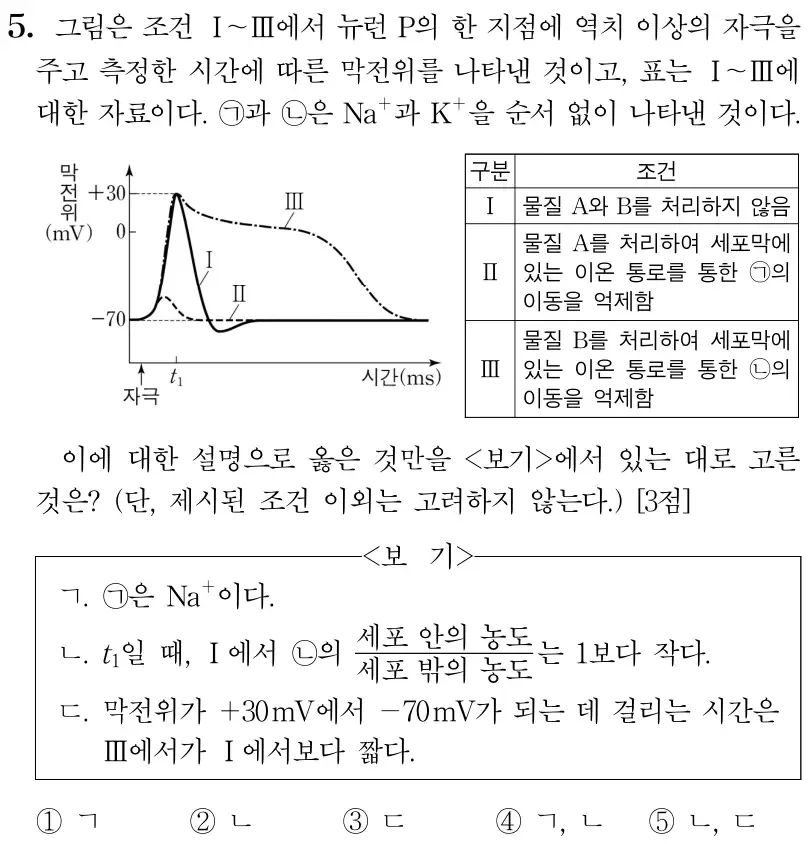 5. 그림은 조건 Ⅰ~Ⅲ에서 뉴런 P의 한 지점에 역치 이상의 자극을
주고 측정한 시간에 따른 막전위를 나타낸 것이고, 표는 Ⅰ~Ⅲ에
대한 자료이다. ㉠과 ㉡은 Na⁺과 K⁺을 순서 없이 나타낸 것이다.
막전위
(mV)
+30
0
-70
Ⅲ
Ⅰ
Ⅱ
자극
t₁
시간(ms)
구분 조건
Ⅰ 물질 A와 B를 처리하지 않음
Ⅱ 물질 A를 처리하여 세포막에
있는 이온 통로를 통한 ㉠의
이동을 억제함
Ⅲ 물질 B를 처리하여 세포막에
있는 이온 통로를 통한 ㉡의
이동을 억제함
이에 대한 설명으로 옳은 것만을 <보기>에서 있는 대로 고른
것은? (단, 제시된 조건 이외는 고려하지 않는다.) [3점]
<보 기>
ㄱ. ㉠은 Na⁺이다.
ㄴ. t₁일 때, Ⅰ에서 ㉡의 세포 안의 농도/세포 밖의 농도는 1보다 작다.
ㄷ. 막전위가 +30mV에서 -70mV가 되는 데 걸리는 시간은
Ⅲ에서가 Ⅰ에서보다 짧다.
① ㄱ ② ㄴ ③ ㄷ ④ ㄱ, ㄴ ⑤ ㄴ, ㄷ